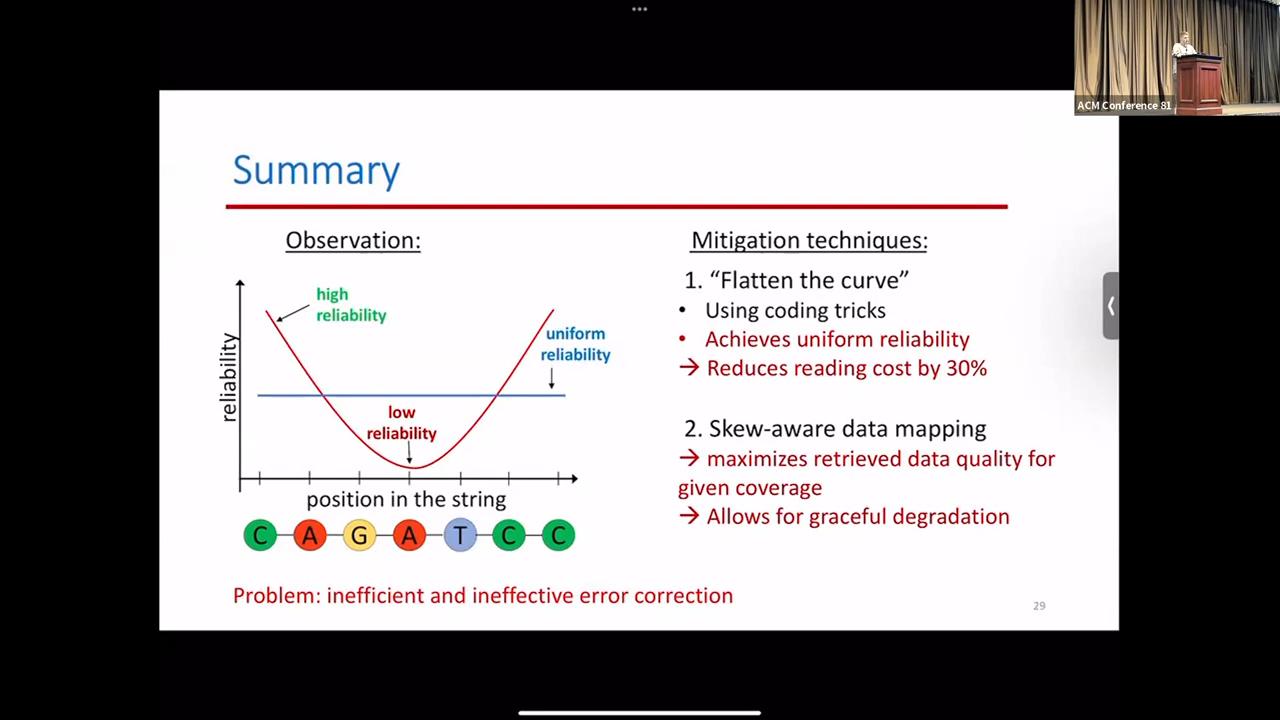 ACM Conference 81
Summary
Observation:
high
reliability
uniform
reliability
low
reliability
reliability
position in the string
C A G A T C C
Problem: inefficient and ineffective error correction
Mitigation techniques:
1. “Flatten the curve”
• Using coding tricks
• Achieves uniform reliability
→ Reduces reading cost by 30%
2. Skew-aware data mapping
→ maximizes retrieved data quality for
given coverage
→ Allows for graceful degradation
29